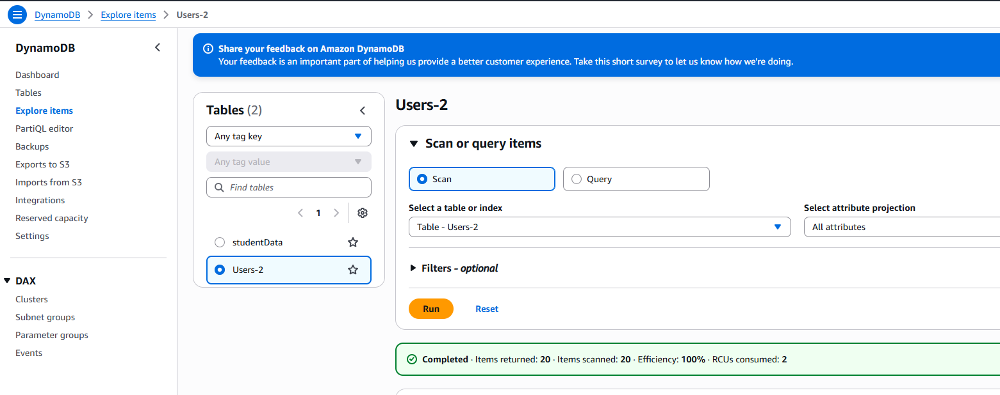 DynamoDB > Explore items > Users-2
DynamoDB
Dashboard
Tables
Explore items
PartiQL editor
Backups
Exports to S3
Imports from S3
Integrations
Reserved capacity
Settings
DAX
Clusters
Subnet groups
Parameter groups
Events
Share your feedback on Amazon DynamoDB
Your feedback is an important part of helping us provide a better customer experience. Take this short survey to let us know how we're doing.
Tables (2)
Any tag key
Any tag value
Find tables
1
studentData
Users-2
Users-2
Scan or query items
Scan
Query
Select a table or index
Select attribute projection
Table - Users-2
All attributes
Filters - optional
Run
Reset
Completed · Items returned: 20 · Items scanned: 20 · Efficiency: 100% · RCUs consumed: 2